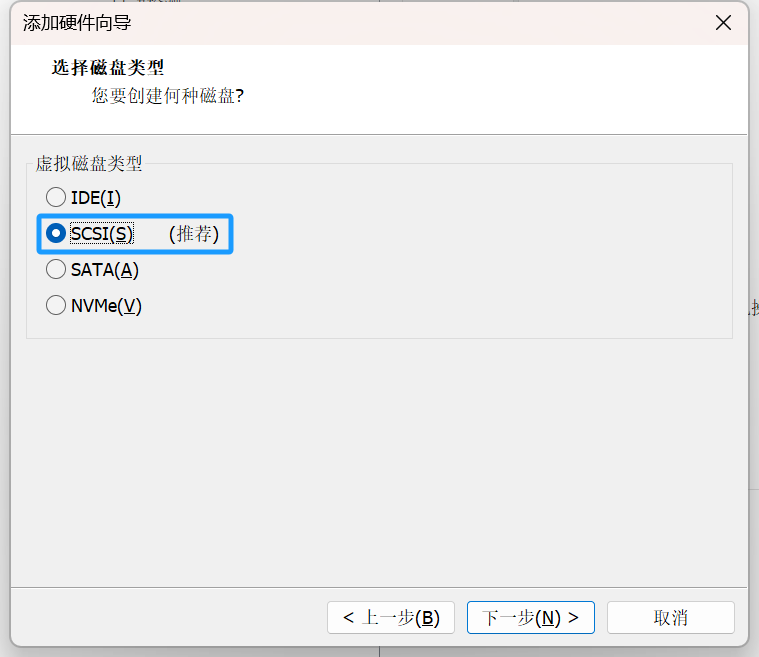 添加硬件向导
选择磁盘类型
您要创建何种磁盘?
虚拟磁盘类型
IDE(I)
SCSI(S) (推荐)
SATA(A)
NVMe(V)
< 上一步(B) 下一步(N) > 取消